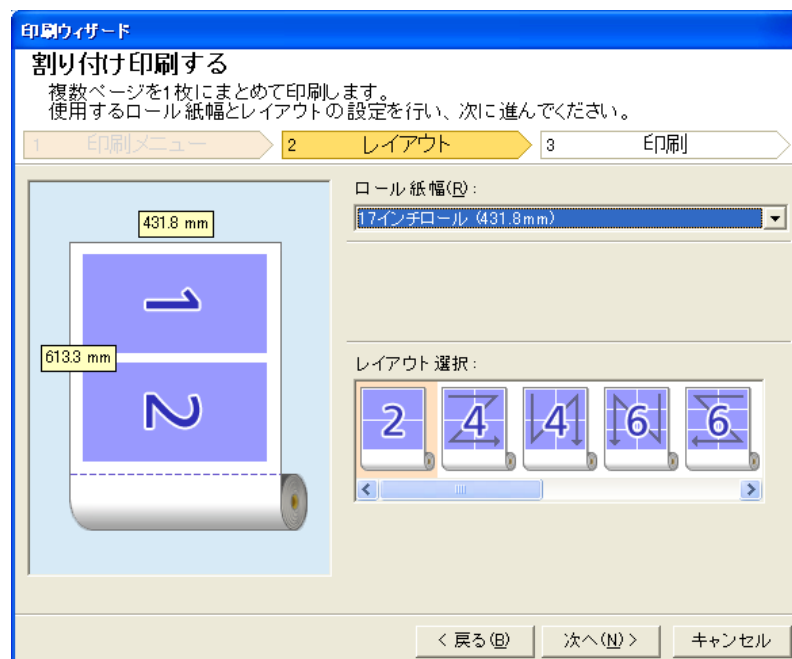 印刷ウィザード
割り付け印刷する
複数ページを1枚にまとめて印刷します。
使用するロール紙幅とレイアウトの設定を行い、次に進んでください。
1 印刷メニュー 2 レイアウト 3 印刷
ロール紙幅(R):
17インチロール (431.8mm)
431.8 mm
1
613.3 mm
2
レイアウト選択:
2 4 4 6 6
< 戻る(B) 次へ(N) > キャンセル